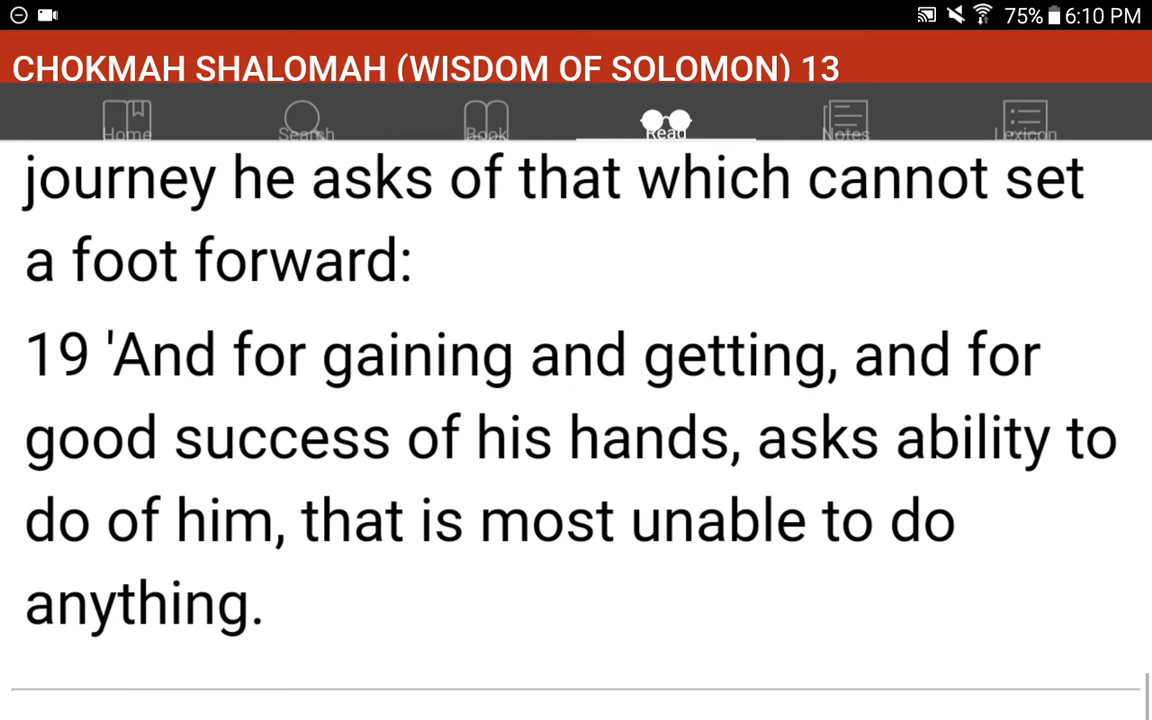 75% 6:10 PM
CHOKMAH SHALOMAH (WISDOM OF SOLOMON) 13
Home Search Book Read Notes Lexicon
journey he asks of that which cannot set
a foot forward:
19 'And for gaining and getting, and for
good success of his hands, asks ability to
do of him, that is most unable to do
anything.